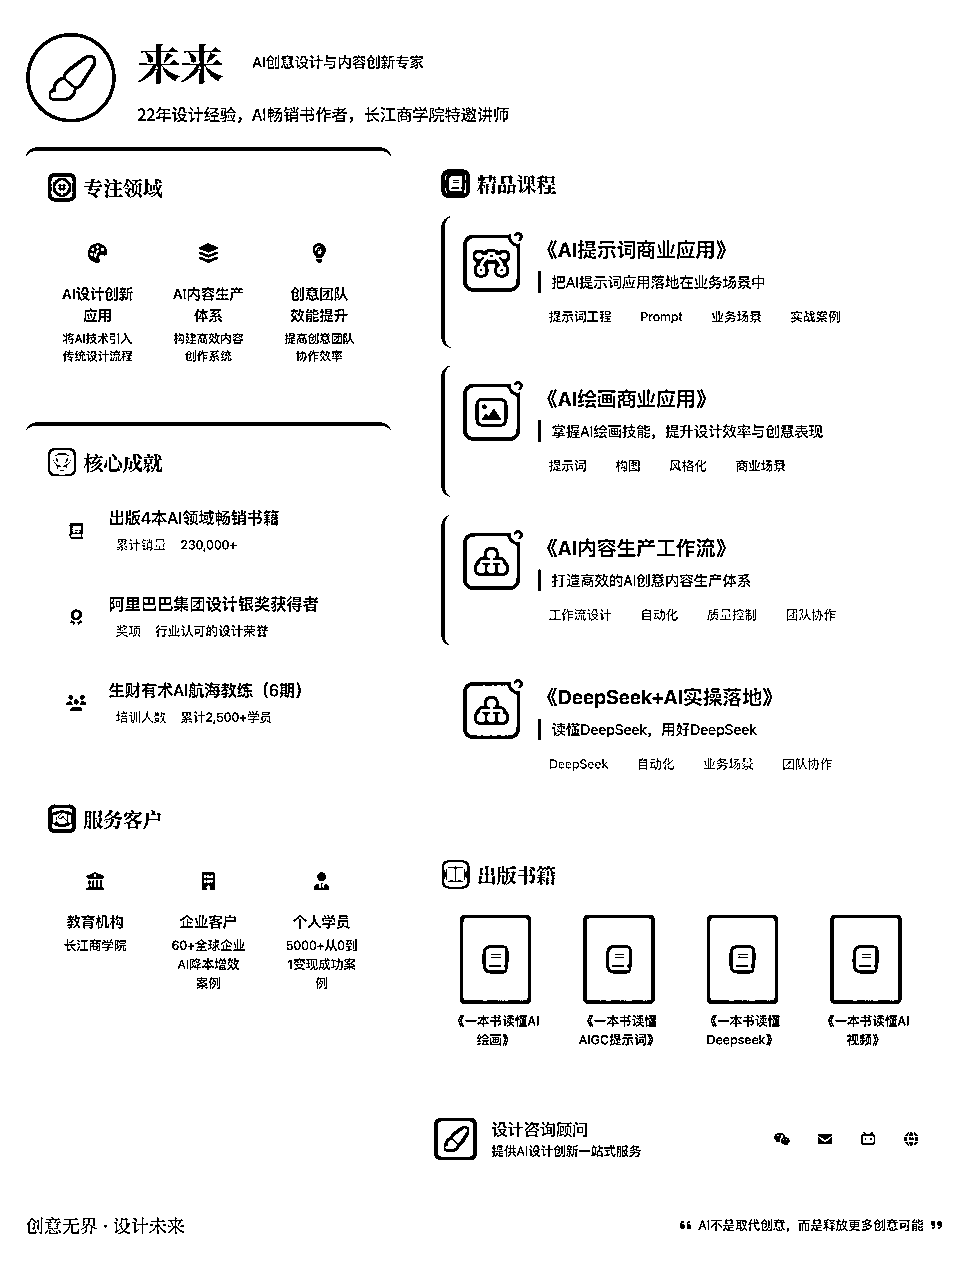 来来
AI创意设计与内容创新专家
22年设计经验，AI畅销书作者，长江商学院特邀讲师
专注领域
AI设计创新
应用
将AI技术引入
传统设计流程
AI内容生产
体系
构建高效内容
创作系统
创意团队
效能提升
提高创意团队
协作效率
核心成就
出版4本AI领域畅销书籍
累计销量 230,000+
阿里巴巴集团设计银奖获得者
奖项 行业认可的设计荣誉
生财有术AI航海教练（6期）
培训人数 累计2,500+学员
服务客户
教育机构
长江商学院
企业客户
60+全球企业
AI降本增效
案例
个人学员
5000+从0到
1变现成功案
例
精品课程
《AI提示词商业应用》
把AI提示词应用落地在业务场景中
提示词工程 Prompt 业务场景 实战案例
《AI绘画商业应用》
掌握AI绘画技能，提升设计效率与创意表现
提示词 构图 风格化 商业场景
《AI内容生产工作流》
打造高效的AI创意内容生产体系
工作流设计 自动化 质量控制 团队协作
《DeepSeek+AI实操落地》
读懂DeepSeek，用好DeepSeek
DeepSeek 自动化 业务场景 团队协作
出版书籍
《一本书读懂AI
绘画》
《一本书读懂
AIGC提示词》
《一本书读懂
Deepseek》
《一本书读懂AI
视频》
设计咨询顾问
提供AI设计创新一站式服务
创意无界 · 设计未来
❝ AI不是取代创意，而是释放更多创意可能 ❞